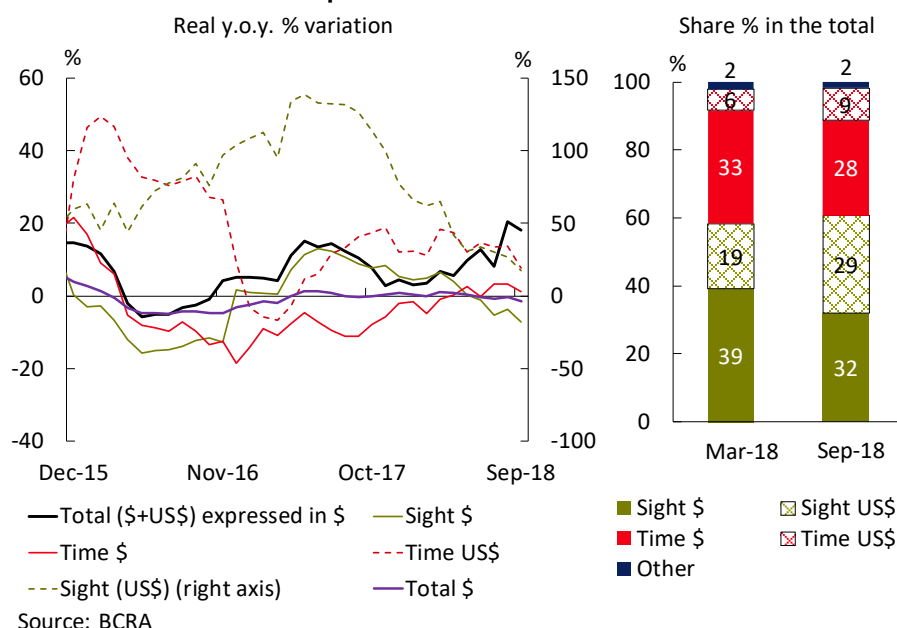 Real y.o.y. % variation
%
%
60
40
20
0
-20
-40
150
100
50
0
-50
-100
Dec-15 Nov-16 Oct-17 Sep-18
Total ($+US$) expressed in $ Sight $
Time $ Time US$
Sight (US$) (right axis) Total $
Source: BCRA
Share % in the total
%
100
80
60
40
20
0
2 2
6 9
33 28
19 29
39 32
Mar-18 Sep-18
Sight $ Sight US$
Time $ Time US$
Other